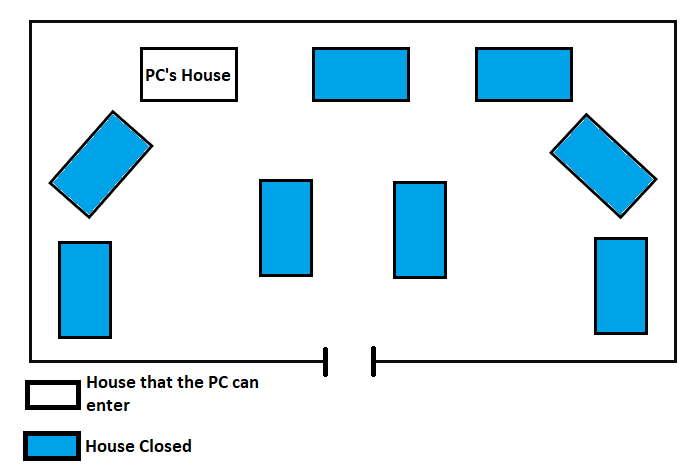 PC's House
House that the PC can
enter
House Closed